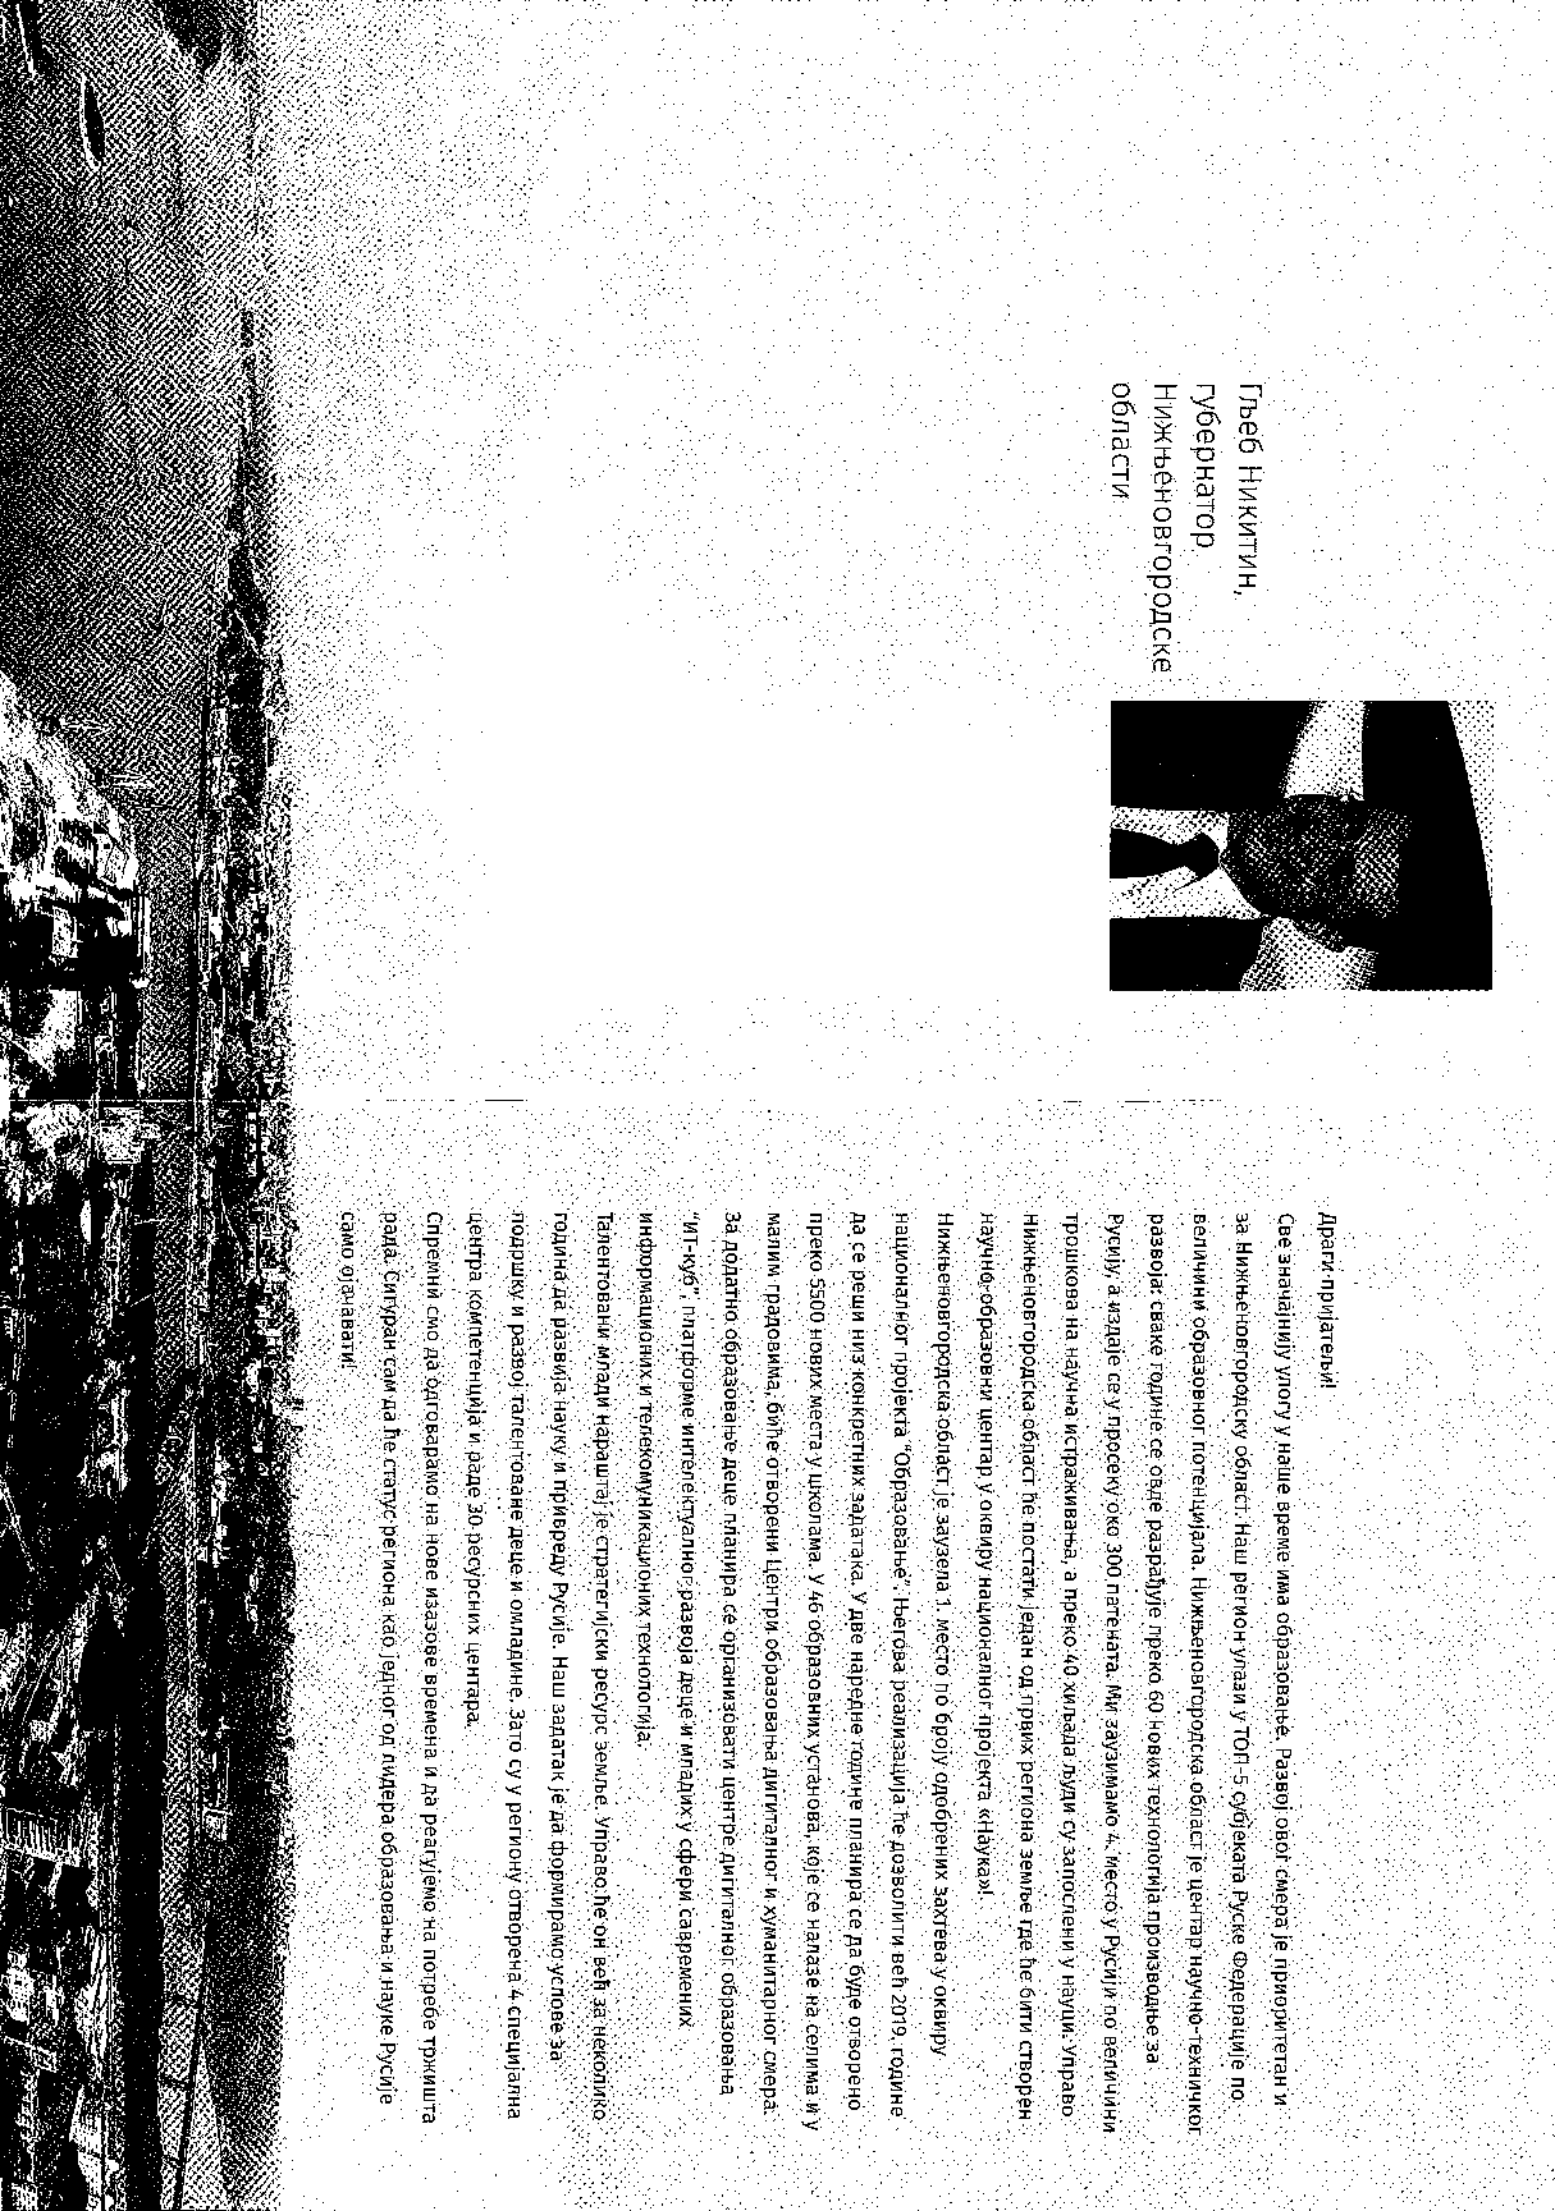 Гљеб Никитин,
губернатор
Нижњеновгородске
области
Драги пријатељи!
Све значајнију улогу у наше време има образовање. Развој овог смера је приоритетан и
за Нижњеновгородску област. Наш регион улази у ТОП-5 субјеката Руске Федерације по
величини образовног потенцијала. Нижњеновгородска област је центар научно-техничког
развоја: сваке године се овде разрађује преко 60 нових технологија производње за
Русију, а издаје се у просеку око 300 патената. Ми заузимамо 4. место у Русији по величини
трошкова на научна истраживања, а преко 40 хиљада људи су запослени у науци. Управо
Нижњеновгородска област ће постати један од првих региона земље где ће бити створен
научно-образовни центар у оквиру националног пројекта «Наука»!
Нижњеновгородска област је заузела 1. место по броју одобрених захтева у оквиру
националног пројекта “Образовање”. Његова реализација ће дозволити већ 2019. године
да се реши низ конкретних задатака. У две наредне године планира се да буде отворено
преко 5500 нових места у школама. У 46 образовних установа, које се налазе на селима и у
малим градовима, биће отворени Центри образовања дигиталног и хуманитарног смера.
За додатно образовање деце планира се организовати центре дигиталног образовања
“ИТ-куб”, платформе интелектуалног развоја деце и младих у сфери савремених
информационих и телекомуникационих технологија.
Талентовани млади нараштај је стратегијски ресурс земље. Управо ће он већ за неколико
година да развија науку и привреду Русије. Наш задатак је да формирамо услове за
подршку и развој талентоване деце и омладине. Зато су у региону отворена 4 специјална
центра компетенција и раде 30 ресурсних центара.
Спремни смо да одговарамо на нове изазове времена и да реагујемо на потребе тржишта
рада. Сигуран сам да ће статус региона као једног од лидера образовања и науке Русије
само ојачавати!